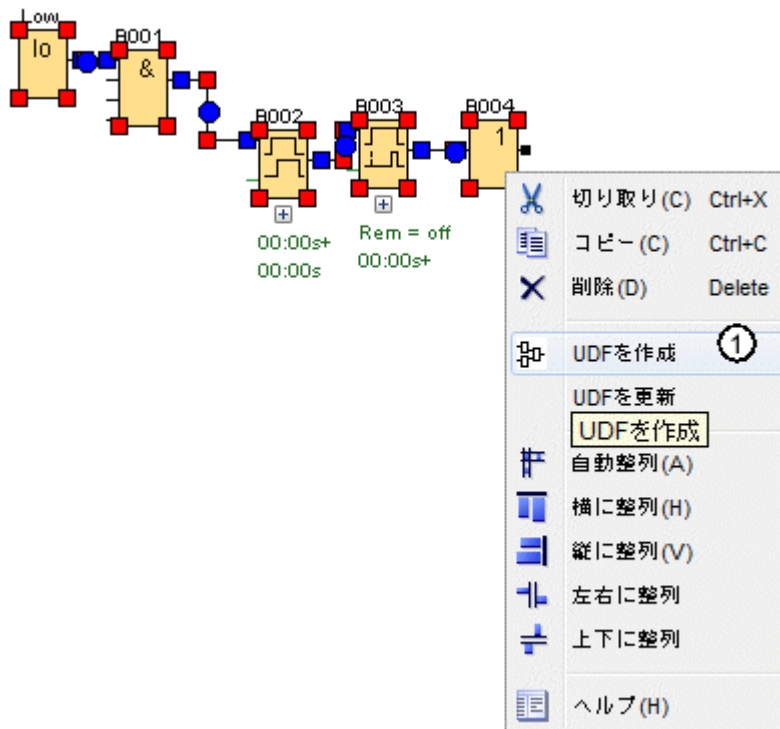 Low
lo
B001
&
B002
B003
B004
1
00:00s+
00:00s
Rem = off
00:00s+
切り取り(C) Ctrl+X
コピー(C) Ctrl+C
削除(D) Delete
UDFを作成 ①
UDFを更新
UDFを作成
自動整列(A)
横に整列(H)
縦に整列(V)
左右に整列
上下に整列
ヘルプ(H)